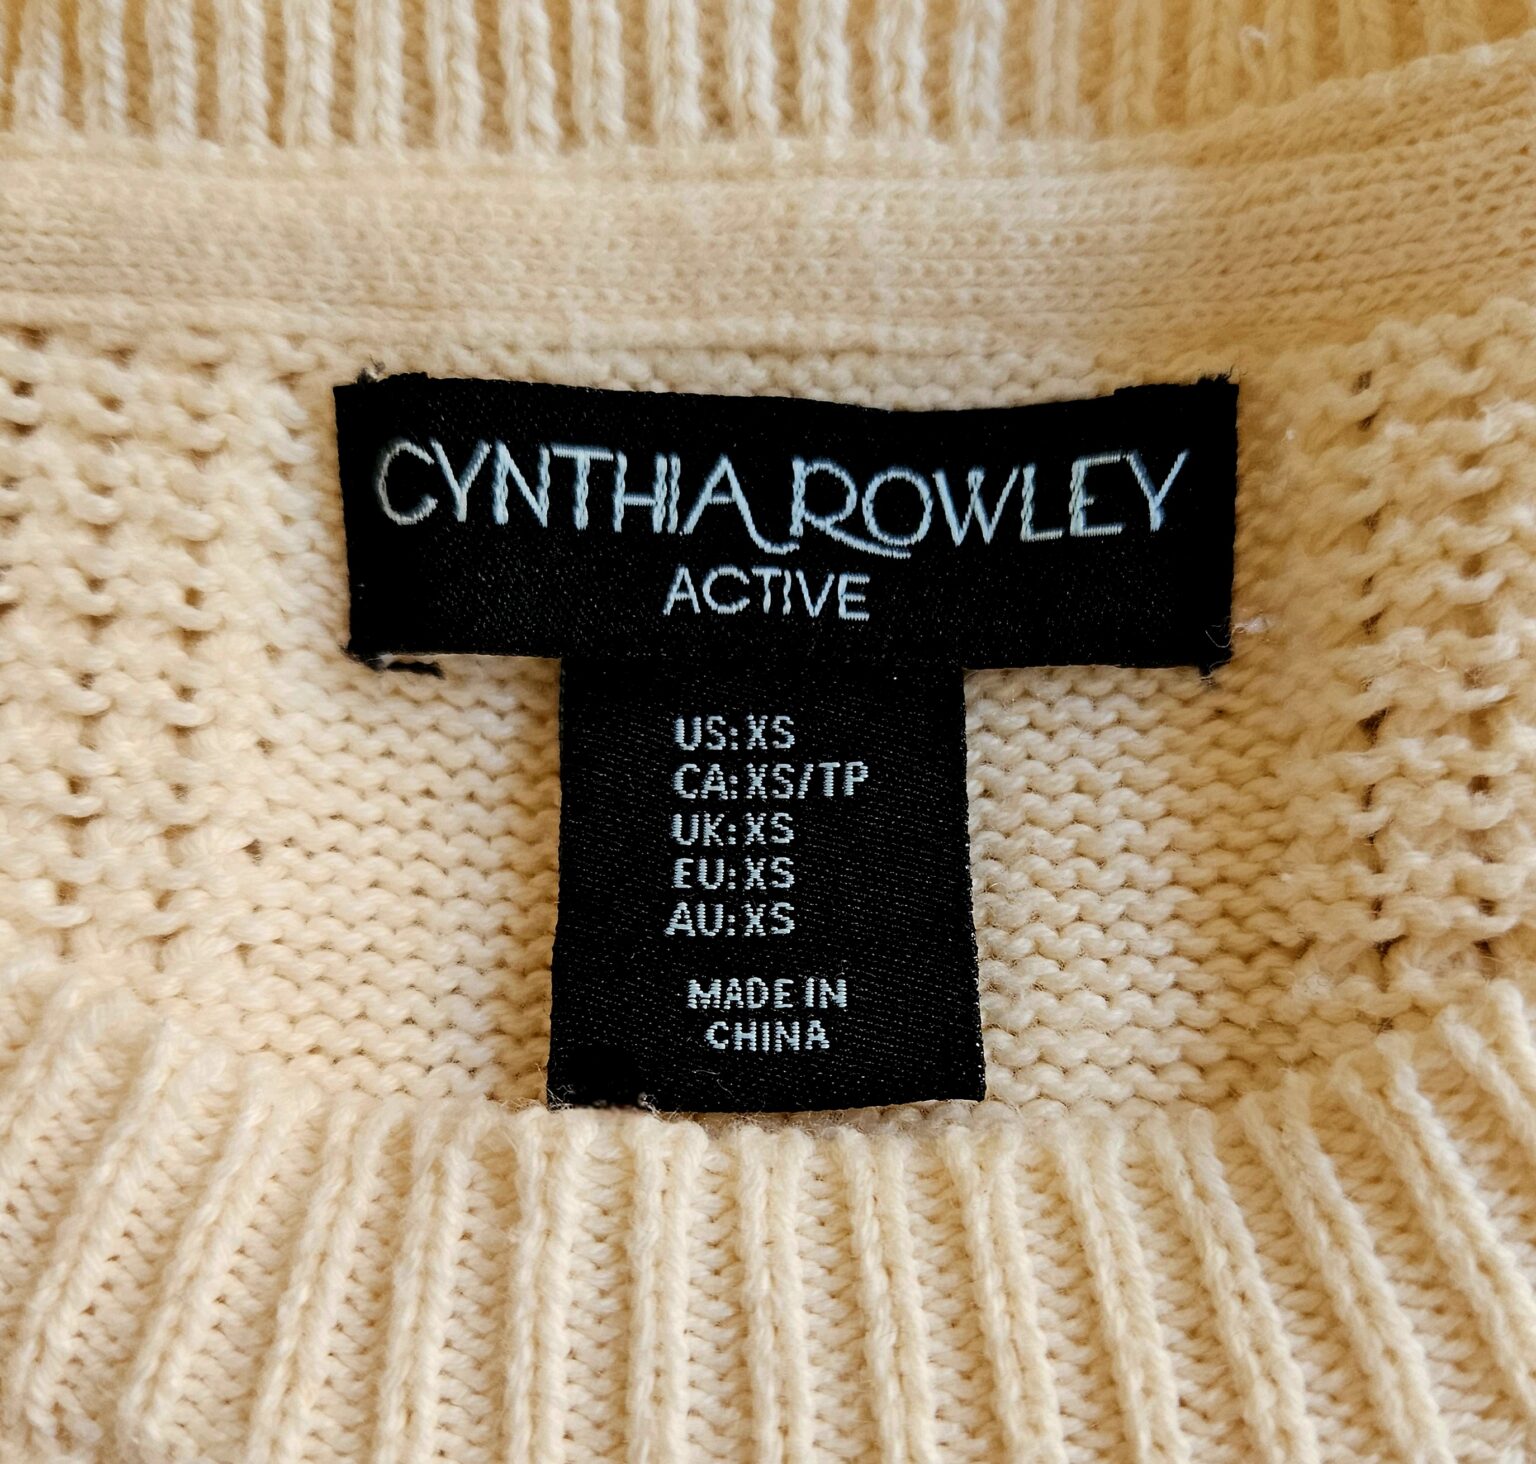 CYNTHIA ROWLEY
ACTIVE
US: XS
CA: XS/TP
UK: XS
EU: XS
AU: XS
MADE IN
CHINA